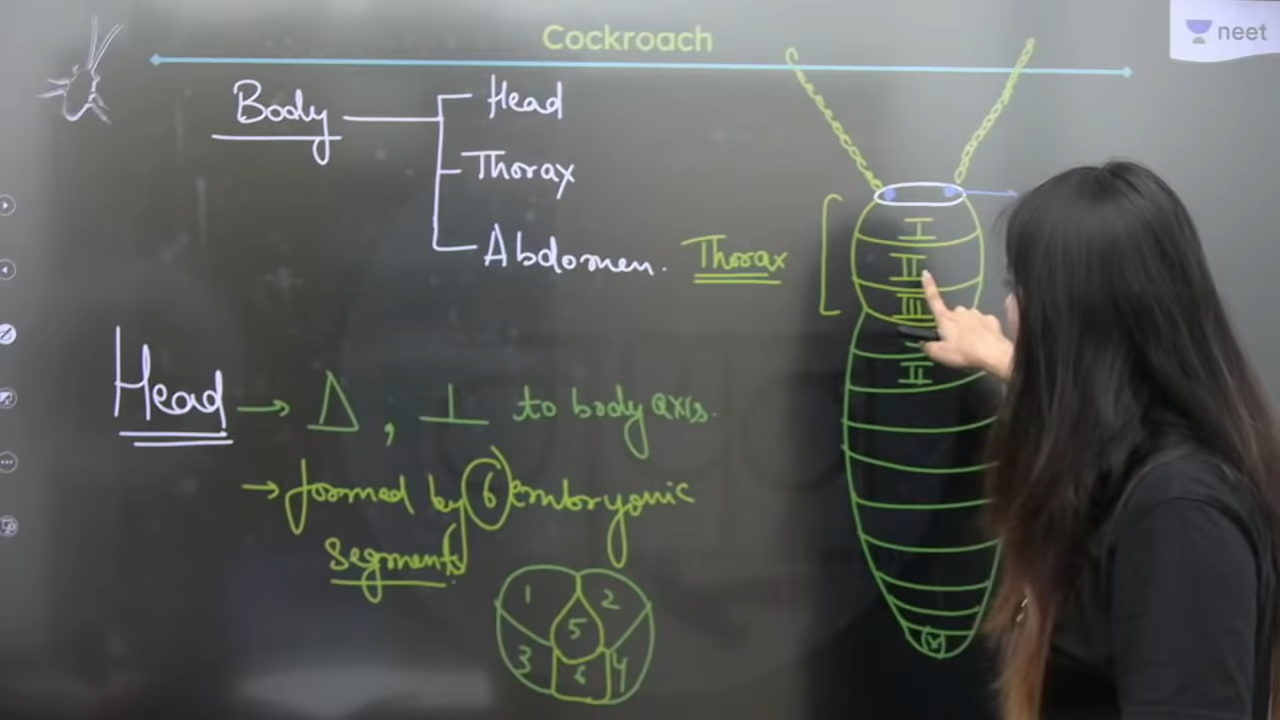 Cockroach
neet
Body
Head
Thorax
Abdomen.
Thorax
I
II
III
II
Head → Δ, ⊥ to body axis.
→ formed by 6 embryonic
segments.
1 2
5
3 6 4
(x)